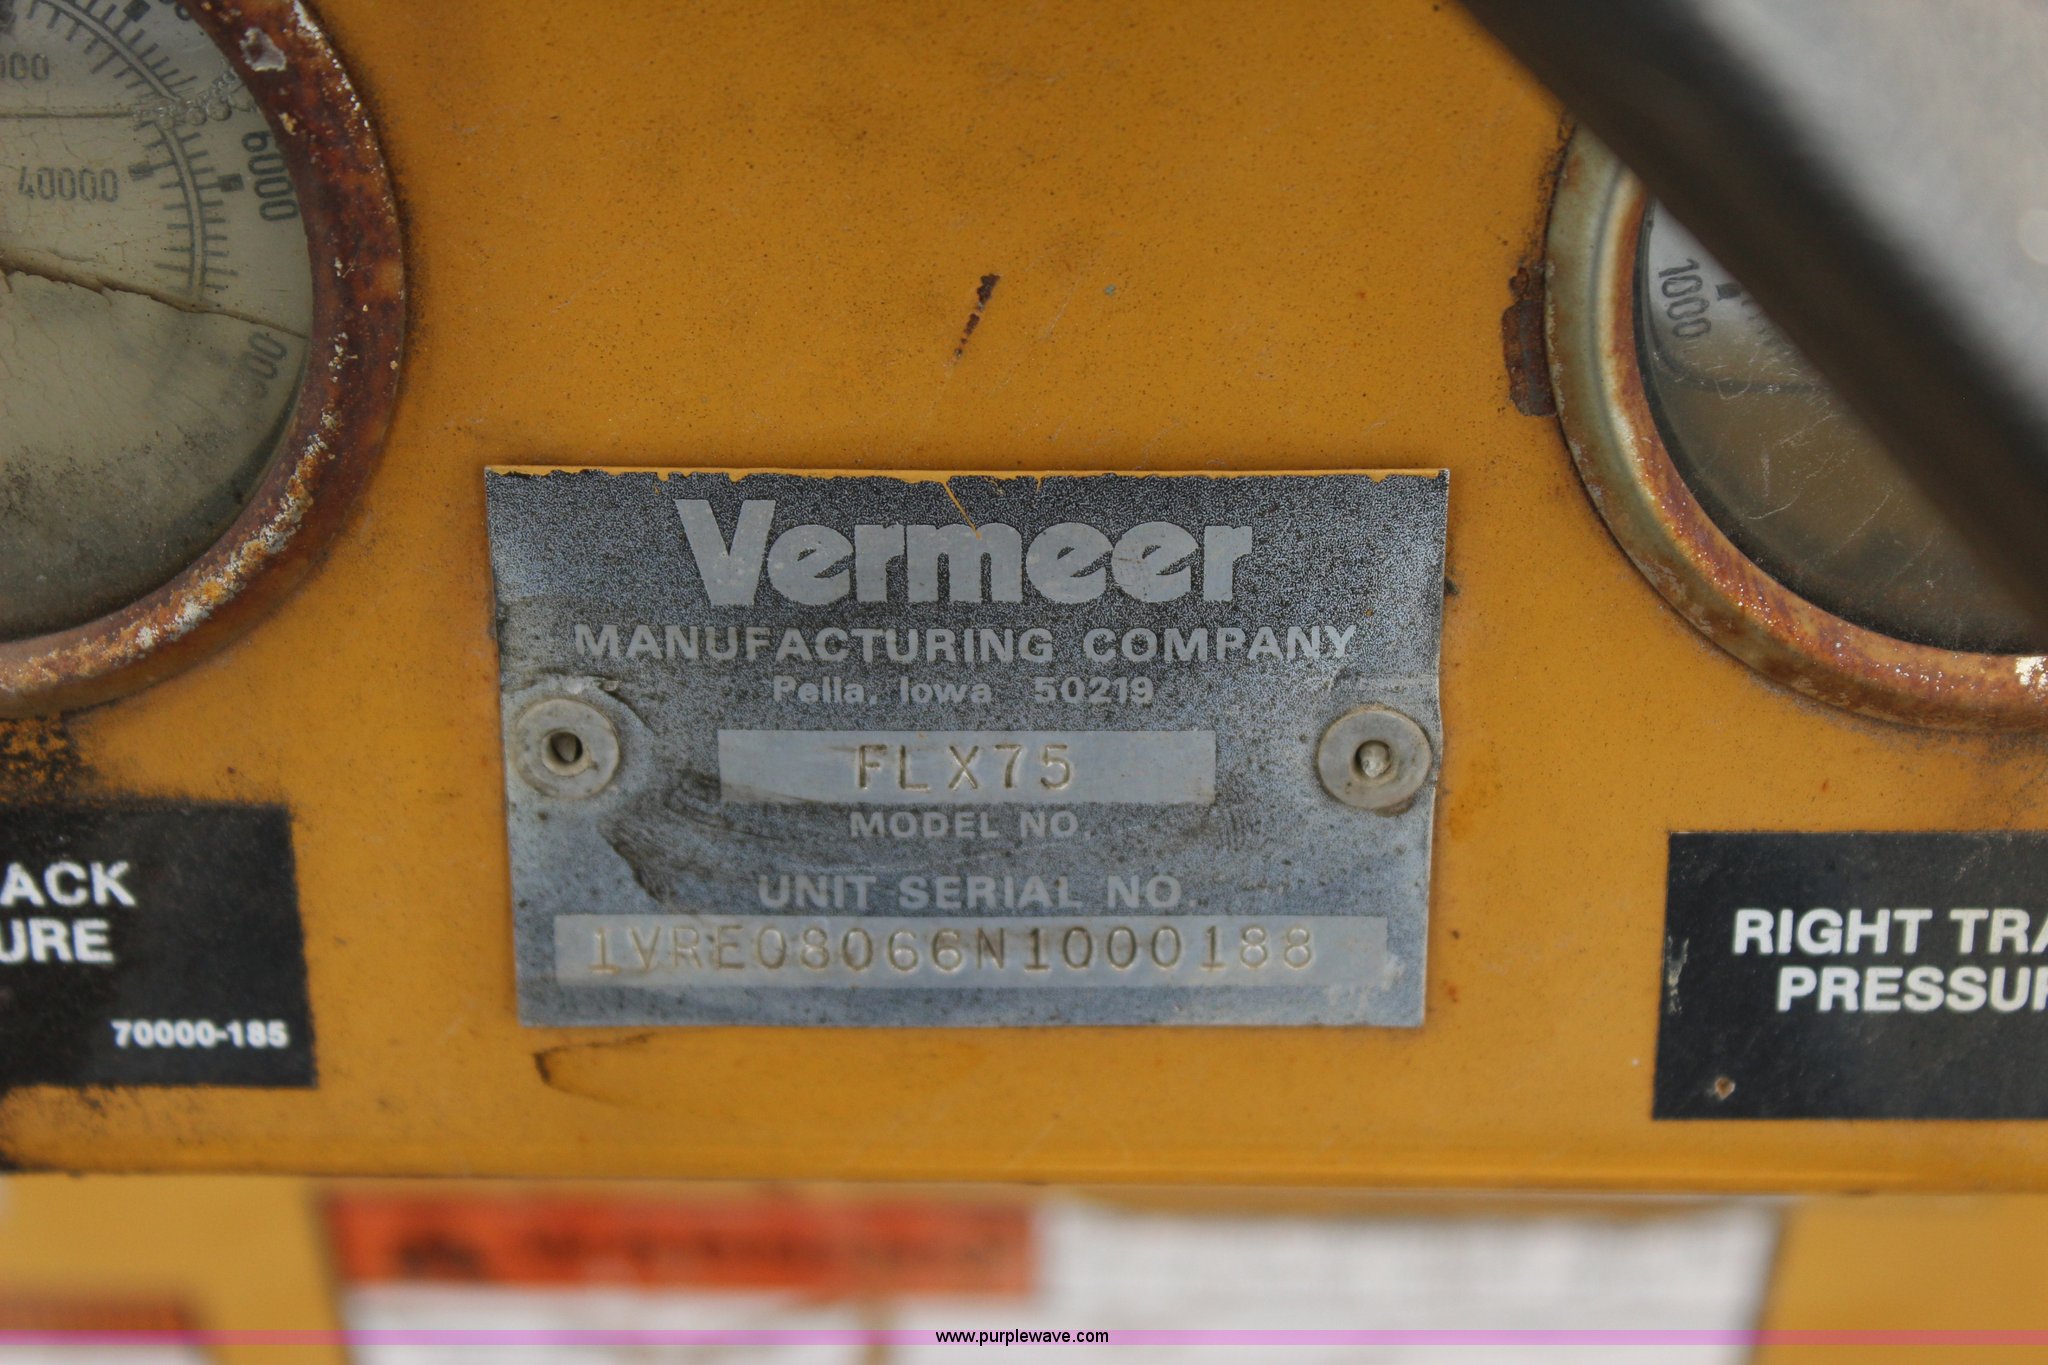 40000
6000
1000
Vermeer
MANUFACTURING COMPANY
Pella, Iowa 50219
FLX75
MODEL NO.
UNIT SERIAL NO.
1VRE08066N1000188
ACK
URE
70000-185
RIGHT TRA
PRESSUR
www.purplewave.com